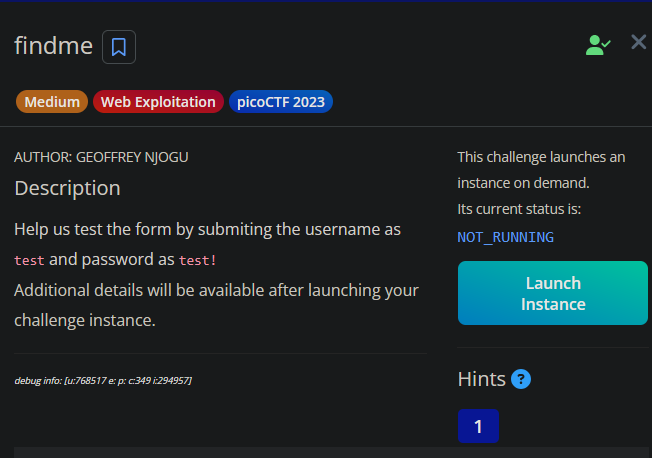 findme
Medium Web Exploitation picoCTF 2023
AUTHOR: GEOFFREY NJOGU
Description
Help us test the form by submiting the username as
test and password as test!
Additional details will be available after launching your
challenge instance.
debug info: [u:768517 e: p: c:349 i:294957]
This challenge launches an
instance on demand.
Its current status is:
NOT_RUNNING
Launch
Instance
Hints ?
1